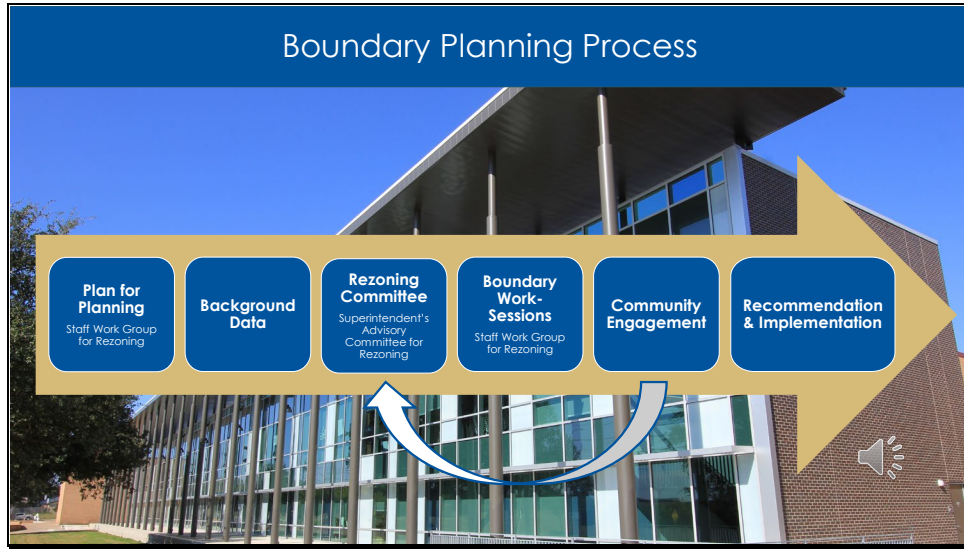 Boundary Planning Process
Plan for
Planning
Staff Work Group
for Rezoning
Background
Data
Rezoning
Committee
Superintendent's
Advisory
Committee for
Rezoning
Boundary
Work-
Sessions
Staff Work Group
for Rezoning
Community
Engagement
Recommendation
& Implementation